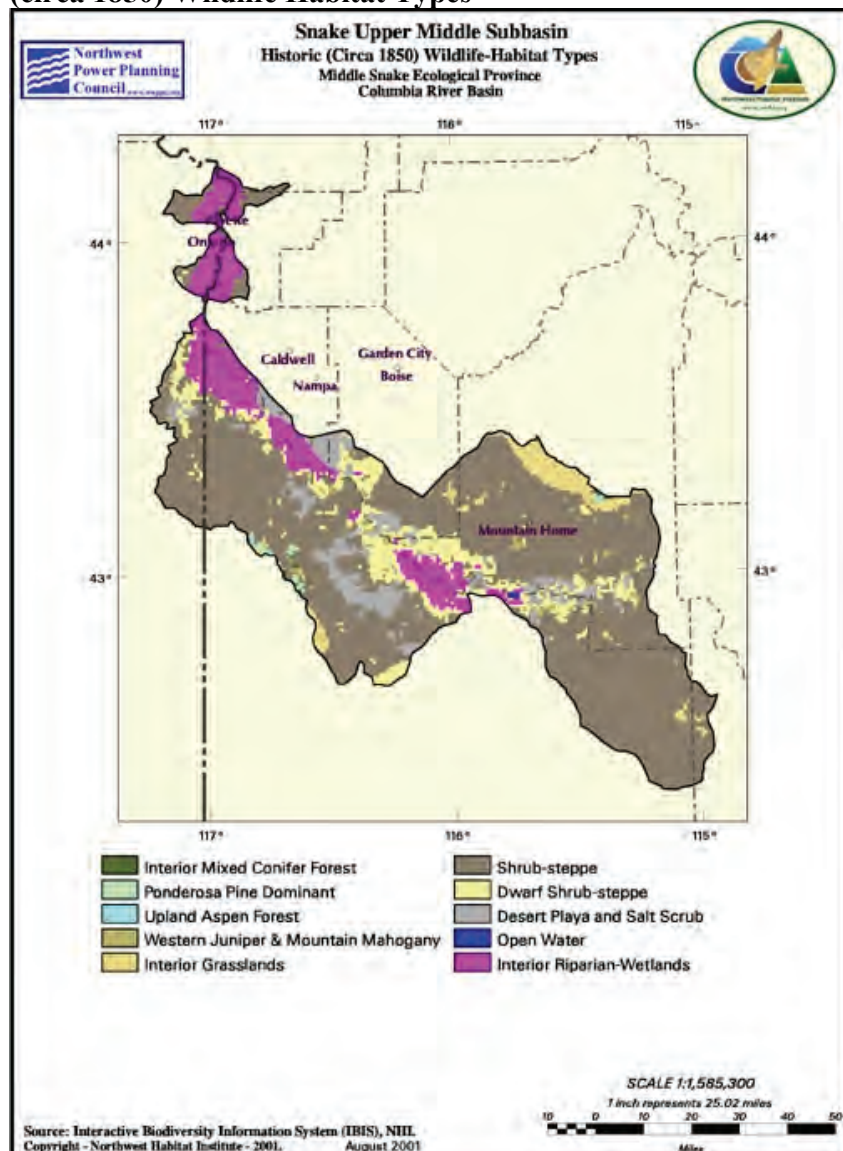 (circa 1850) Wildlife Habitat Types
Northwest
Power Planning
Council www.nwppc.org
Snake Upper Middle Subbasin
Historic (Circa 1850) Wildlife-Habitat Types
Middle Snake Ecological Province
Columbia River Basin
117°
116°
115°
44°
44°
Caldwell
Nampa
Garden City
Boise
Mountain Home
43°
43°
117°
116°
115°
Interior Mixed Conifer Forest
Ponderosa Pine Dominant
Upland Aspen Forest
Western Juniper & Mountain Mahogany
Interior Grasslands
Shrub-steppe
Dwarf Shrub-steppe
Desert Playa and Salt Scrub
Open Water
Interior Riparian-Wetlands
SCALE 1:1,585,300
1 inch represents 25.02 miles
10 0 10 20 30 40 50
Miles
Source: Interactive Biodiversity Information System (IBIS), NHI.
Copyright - Northwest Habitat Institute - 2001. August 2001